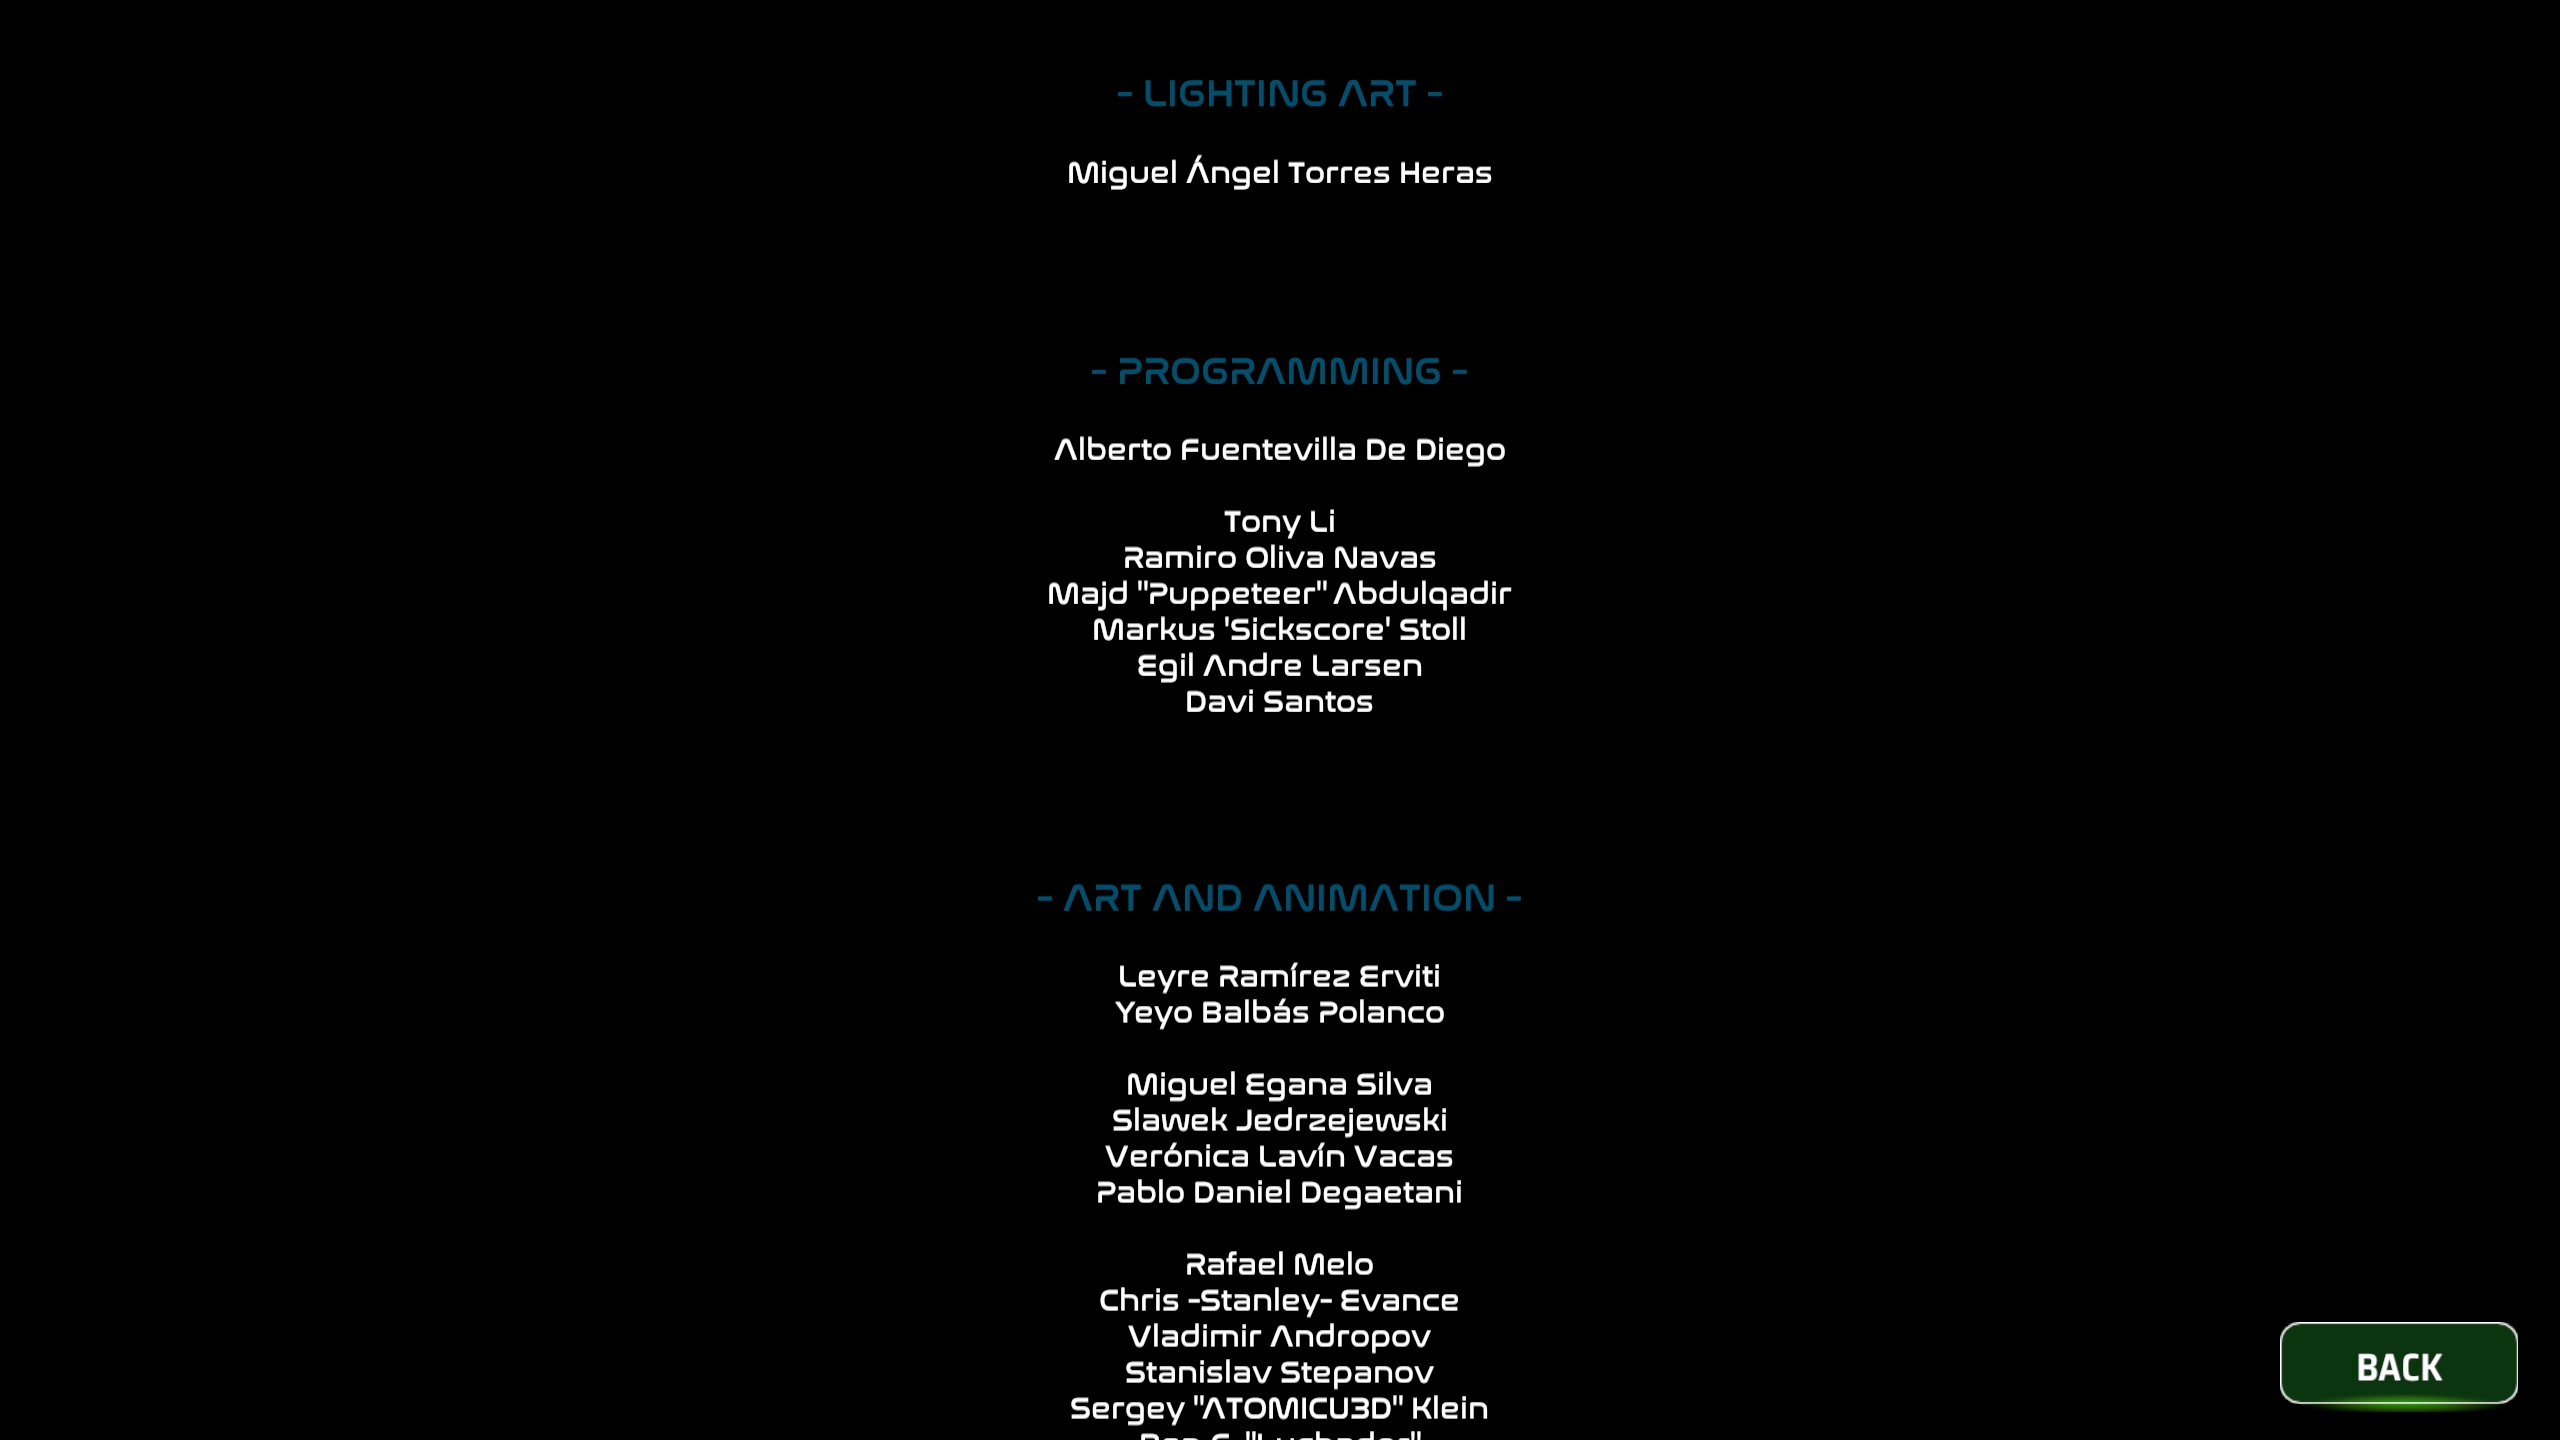 - LIGHTING ART -
Miguel Ángel Torres Heras
- PROGRAMMING -
Alberto Fuentevilla De Diego
Tony Li
Ramiro Oliva Navas
Majd "Puppeteer" Abdulqadir
Markus 'Sickscore' Stoll
Egil Andre Larsen
Davi Santos
- ART AND ANIMATION -
Leyre Ramírez Erviti
Yeyo Balbás Polanco
Miguel Egana Silva
Slawek Jedrzejewski
Verónica Lavín Vacas
Pablo Daniel Degaetani
Rafael Melo
Chris -Stanley- Evance
Vladimir Andropov
Stanislav Stepanov
Sergey "ATOMICU3D" Klein
BACK